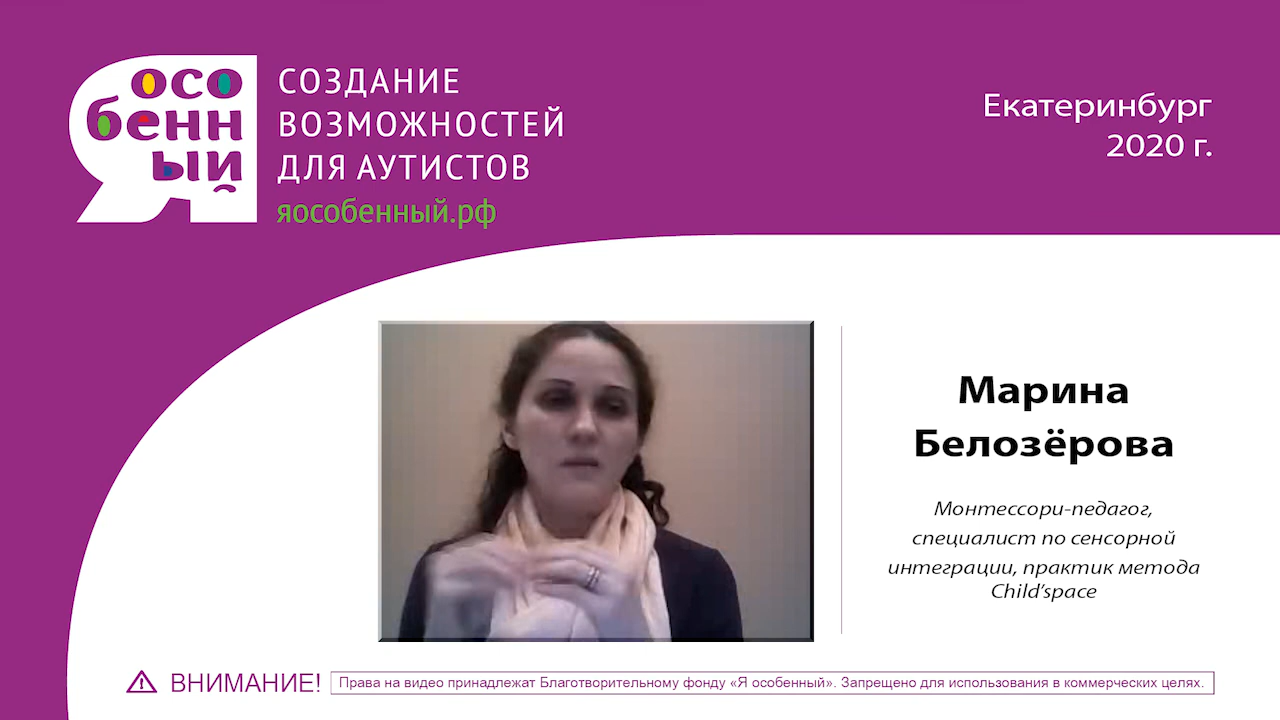 осо
бенн
ый
Я
СОЗДАНИЕ
ВОЗМОЖНОСТЕЙ
ДЛЯ АУТИСТОВ
яособенный.рф
Екатеринбург
2020 г.
Марина
Белозёрова
Монтессори-педагог,
специалист по сенсорной
интеграции, практик метода
Child’space
ВНИМАНИЕ!
Права на видео принадлежат Благотворительному фонду «Я особенный». Запрещено для использования в коммерческих целях.